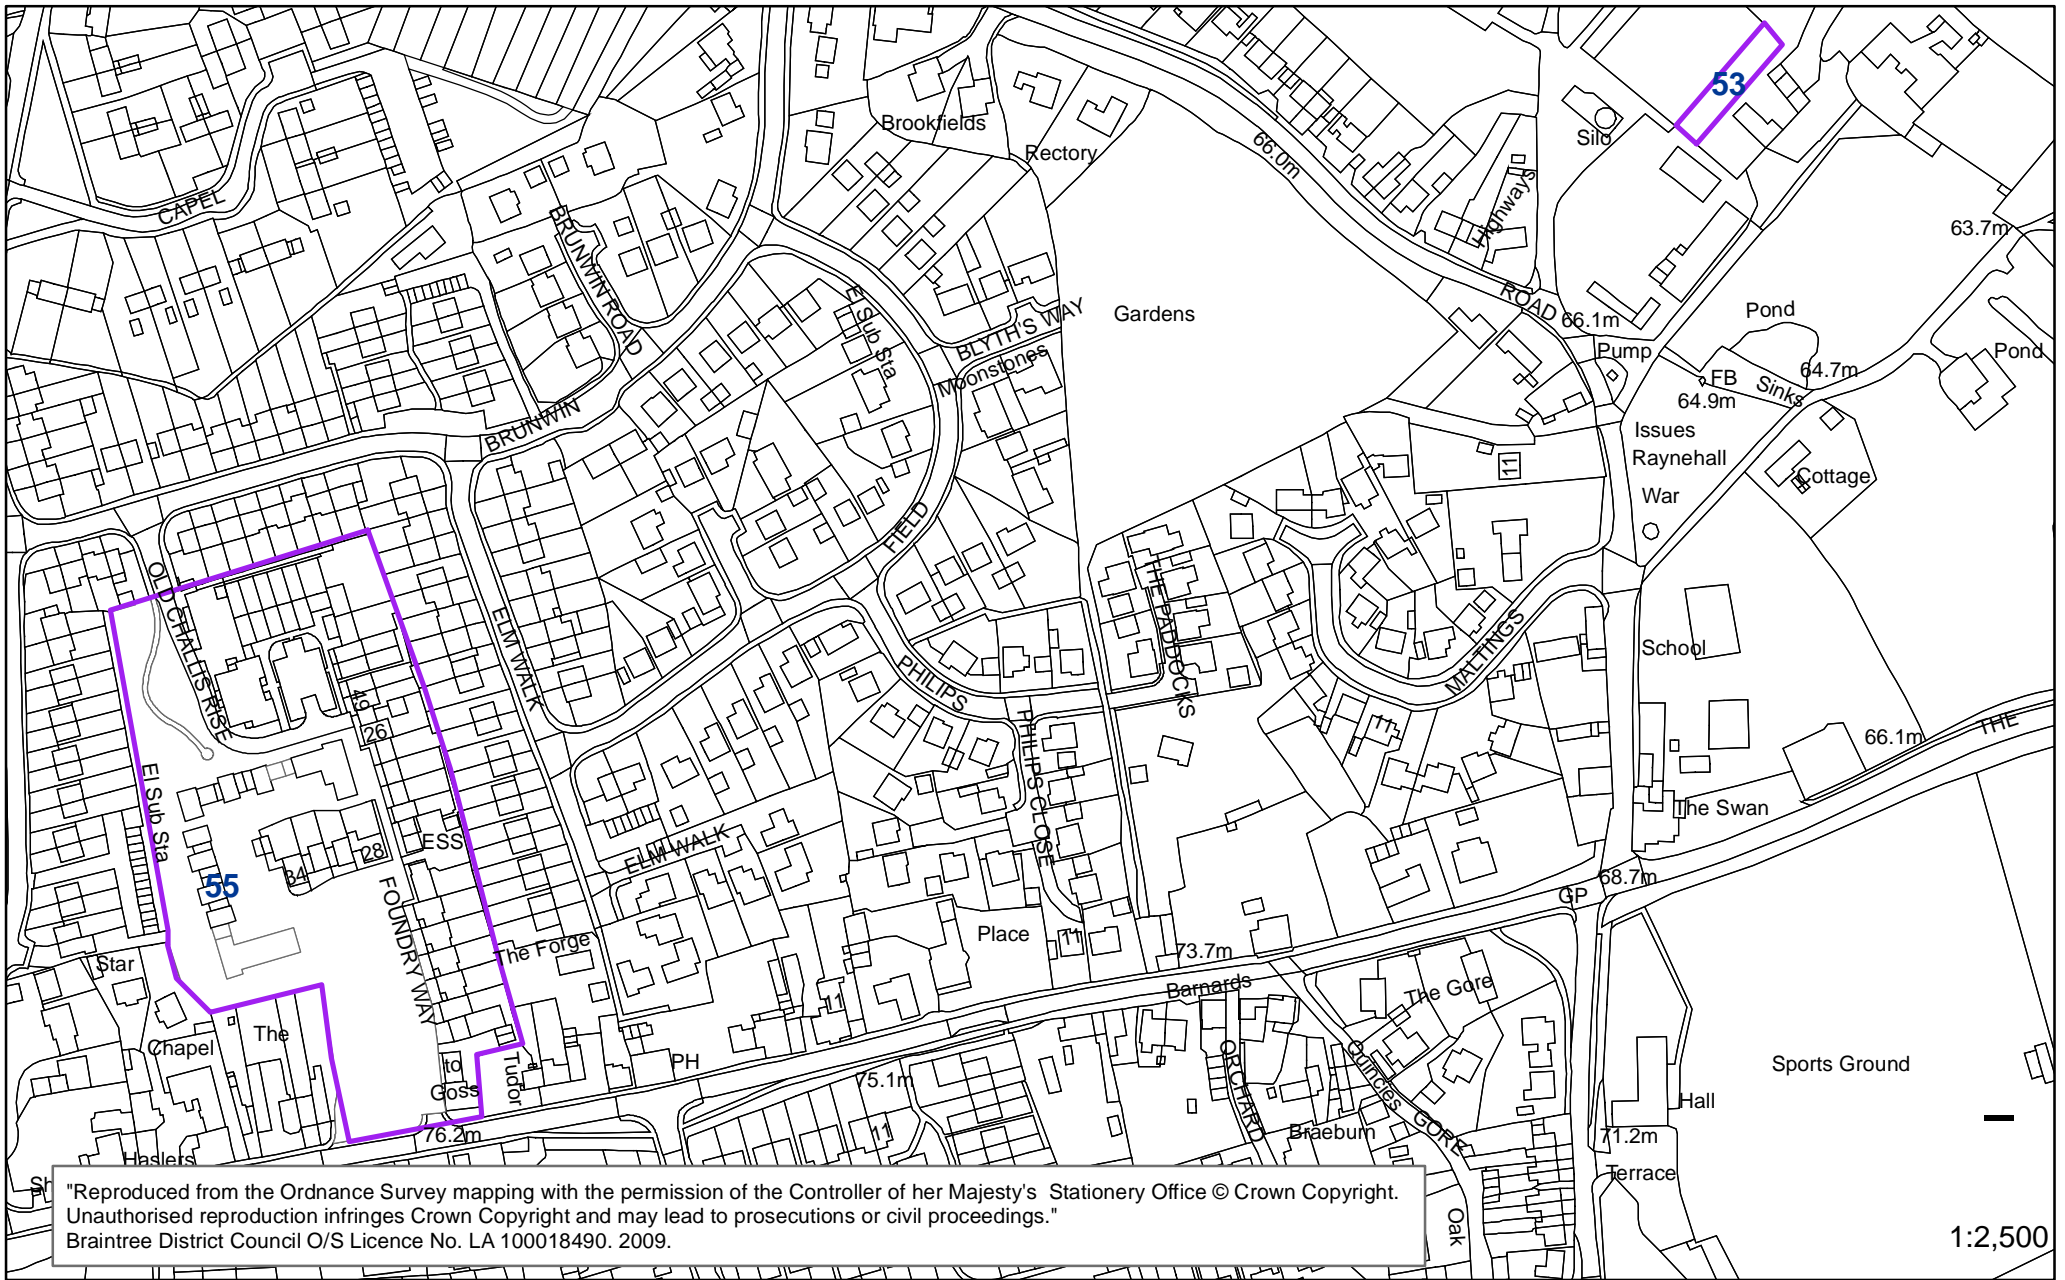 53
Brookfields
Rectory
66.0m
Silo
Highways
CAPEL
BRUNWIN ROAD
63.7m
El Sub Sta
Gardens
ROAD
66.1m
Pond
BLYTH'S WAY
Moonstones
Pump
Pond
64.7m
FB
Sinks
64.9m
BRUNWIN
Issues
Raynehall
11
War
Cottage
FIELD
OLD CHALLIS RISE
ELM WALK
THE PADDOCKS
School
MALTINGS
PHILIPS
49
26
PHILIPS CLOSE
11
66.1m
THE
El Sub Sta
The Swan
ELM WALK
ESS
28
34
55
68.7m
GP
FOUNDRY WAY
The Forge
Place
11
73.7m
Star
Barnards
The Gore
11
The
Chapel
to
Goss
Tudor
PH
75.1m
ORCHARD
Quincies
GORE
Sports Ground
Hall
76.2m
11
Braeburn
71.2m
Haslers
Terrace
Sh
Oak
"Reproduced from the Ordnance Survey mapping with the permission of the Controller of her Majesty's Stationery Office © Crown Copyright.
Unauthorised reproduction infringes Crown Copyright and may lead to prosecutions or civil proceedings."
Braintree District Council O/S Licence No. LA 100018490. 2009.
1:2,500